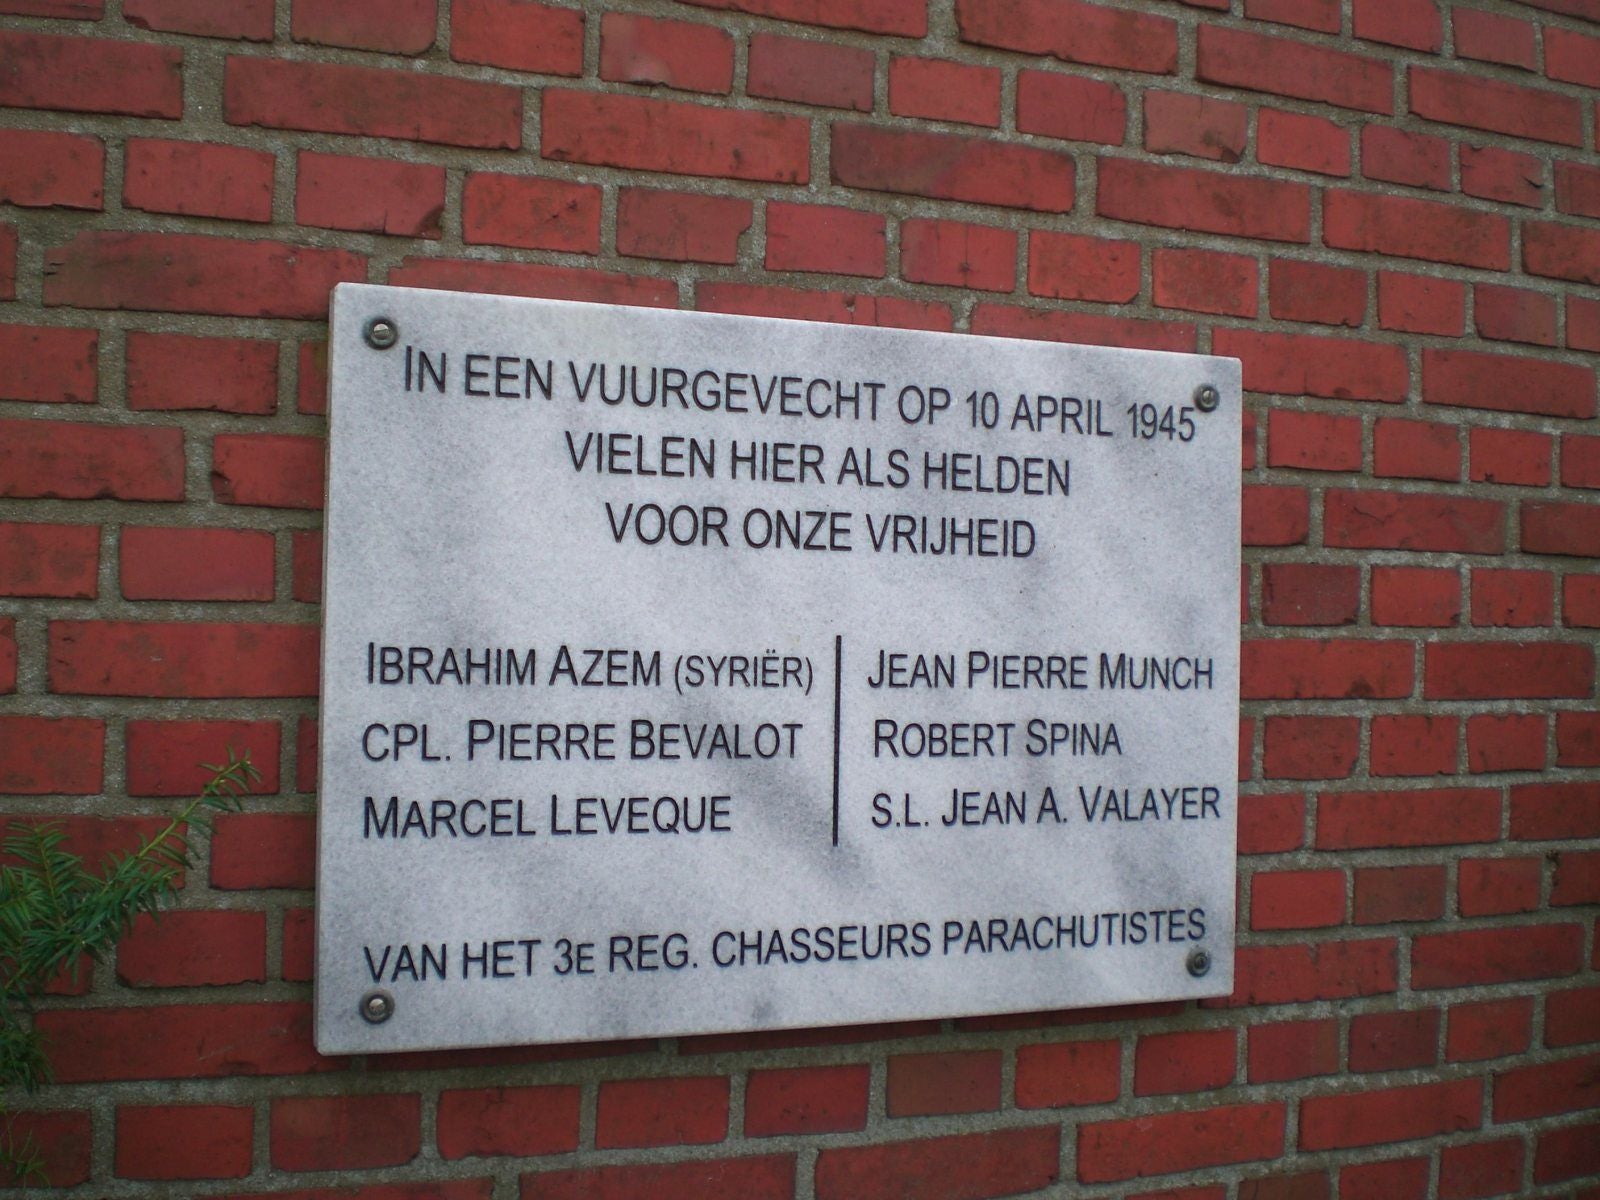 IN EEN VUURGEVECHT OP 10 APRIL 1945
VIELEN HIER ALS HELDEN
VOOR ONZE VRIJHEID
IBRAHIM AZEM (SYRIËR)
CPL. PIERRE BEVALOT
MARCEL LEVEQUE
JEAN PIERRE MUNCH
ROBERT SPINA
S.L. JEAN A. VALAYER
VAN HET 3E REG. CHASSEURS PARACHUTISTES